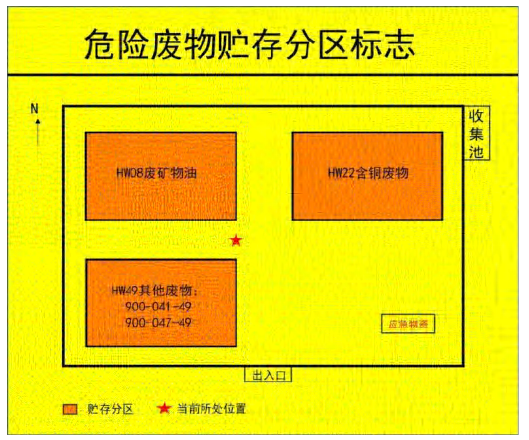 危险废物贮存分区标志
N
收集池
HW08废矿物油
HW22含铜废物
HW49其他废物：
900-041-49
900-047-49
应急物资
出入口
贮存分区
当前所处位置